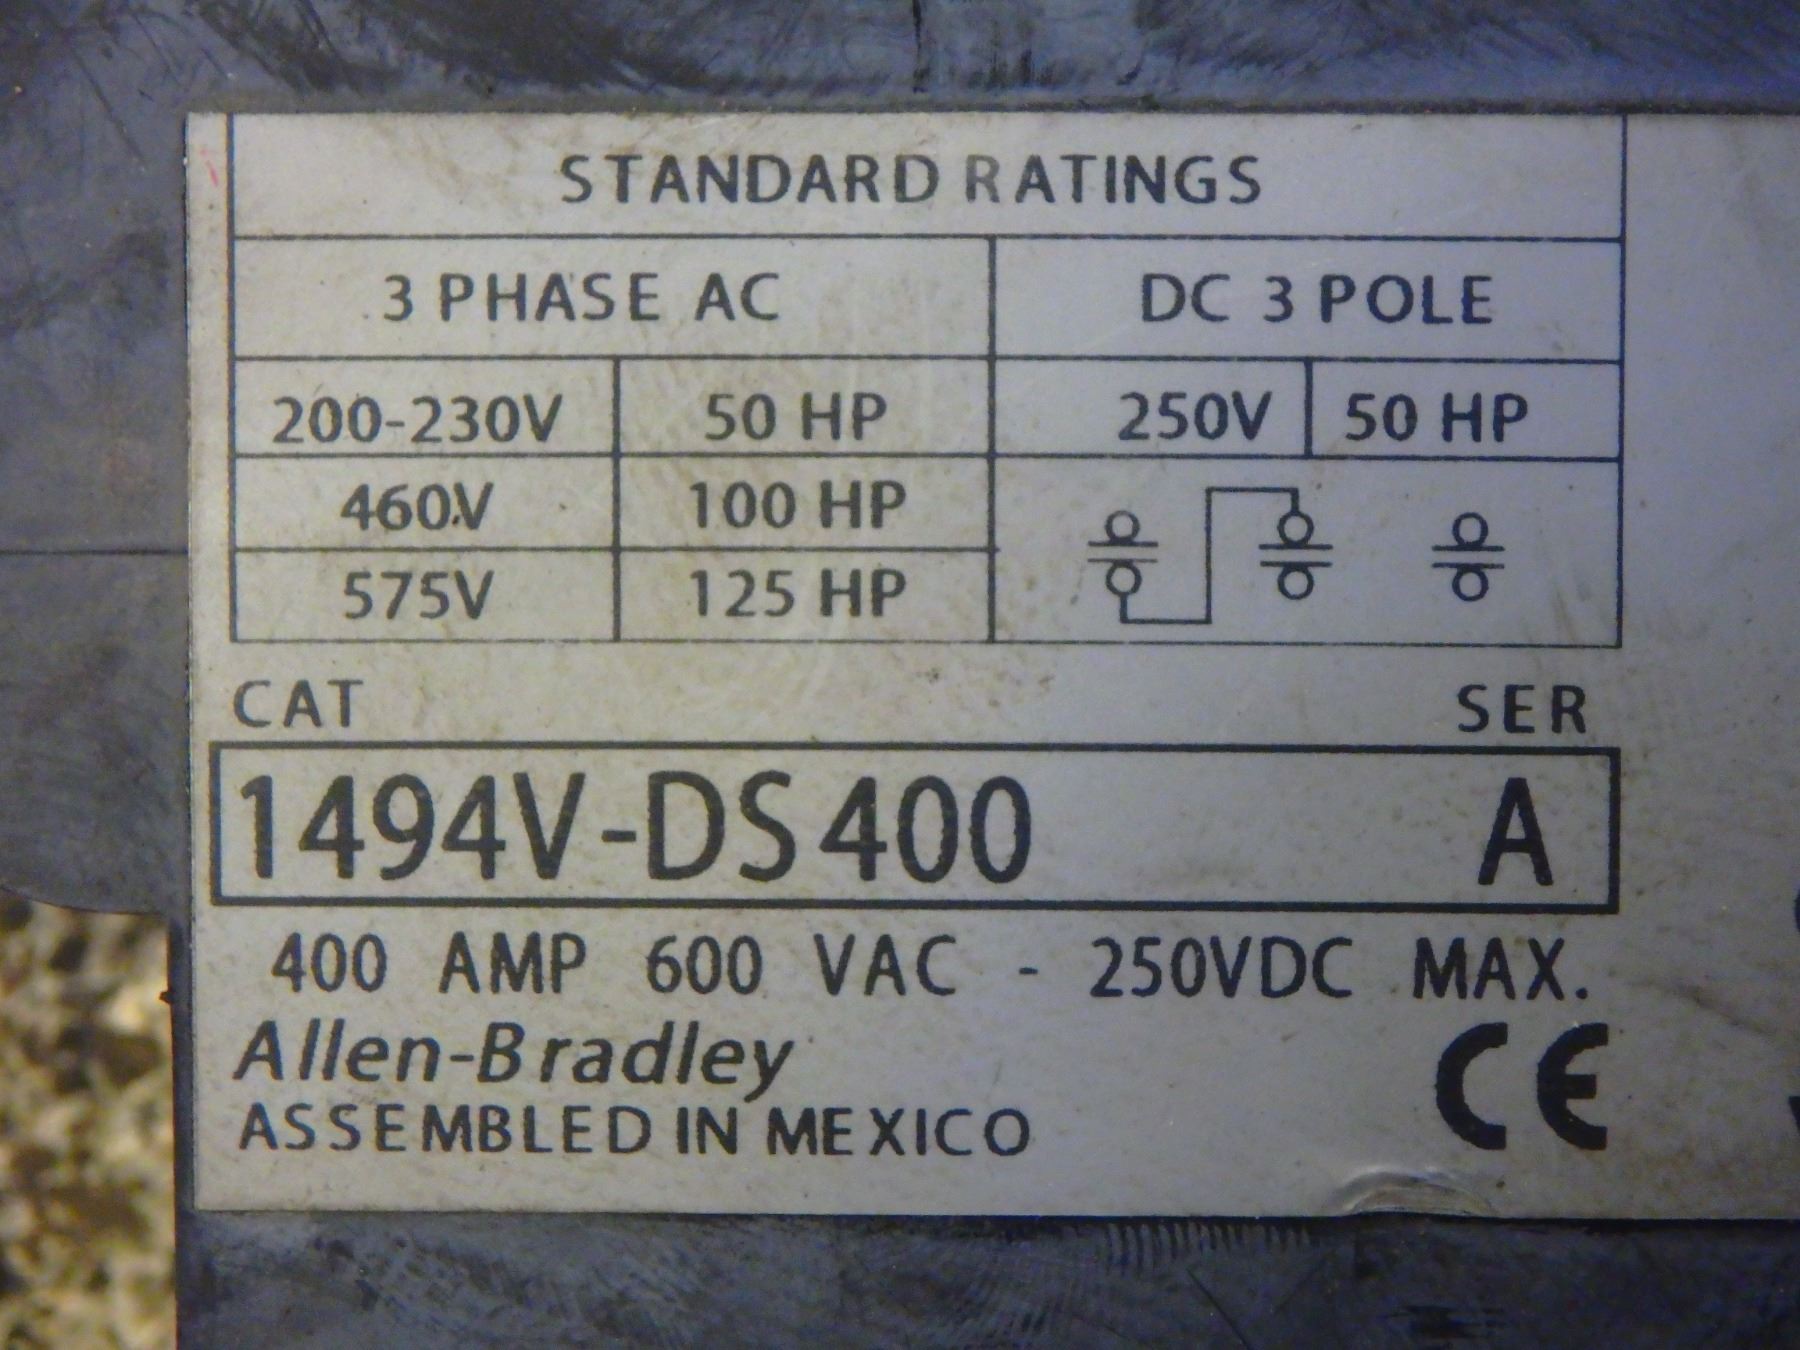 STANDARD RATINGS
3 PHASE AC DC 3 POLE
200-230V 50 HP 250V 50 HP
460V 100 HP
575V 125 HP
CAT SER
1494V-DS400 A
400 AMP 600 VAC - 250VDC MAX.
Allen-Bradley
ASSEMBLED IN MEXICO CE